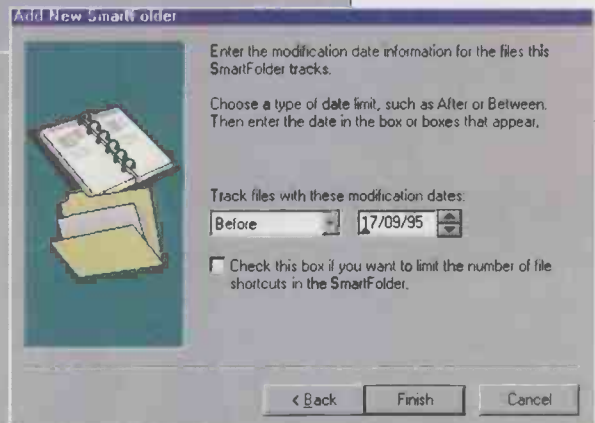 Add New SmartFolder
Enter the modification date information for the files this
SmartFolder tracks.
Choose a type of date limit, such as After or Between.
Then enter the date in the box or boxes that appear.
Track files with these modification dates:
Before 17/09/95
Check this box if you want to limit the number of file
shortcuts in the SmartFolder.
< Back Finish Cancel